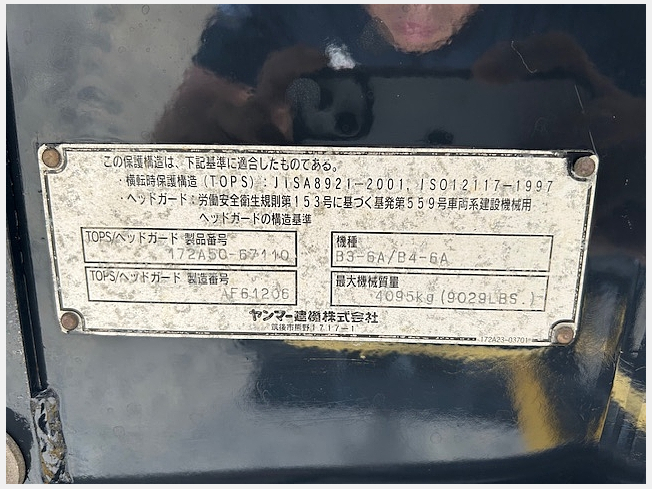 この保護構造は、下記基準に適合したものである。
・横転時保護構造(TOPS):JISA8921-2001, ISO12117-1997
・ヘッドガード:労働安全衛生規則第153号に基づく基発第559号車両系建設機械用
ヘッドガードの構造基準
TOPS/ヘッドガード 製品番号
172A50-67110
機種
B3-6A/B4-6A
TOPS/ヘッドガード 製造番号
AF61206
最大機械質量
4095kg(9029LBS.)
ヤンマー建機株式会社
筑後市熊野1717-1
172A23-03701